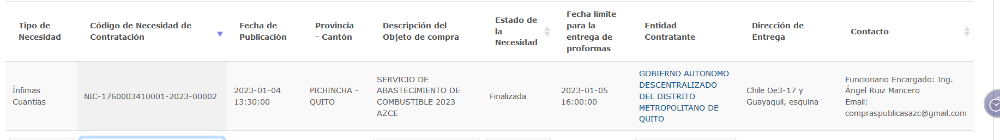 Tipo de
Necesidad
Código de Necesidad de
Contratación
Fecha de
Publicación
Provincia
- Cantón
Descripción del
Objeto de compra
Estado de
la
Necesidad
Fecha límite
para la
entrega de
proformas
Entidad
Contratante
Dirección de
Entrega
Contacto
Ínfimas
Cuantías
NIC-1760003410001-2023-00002
2023-01-04
13:30:00
PICHINCHA -
QUITO
SERVICIO DE
ABASTECIMIENTO DE
COMBUSTIBLE 2023
AZCE
Finalizada
2023-01-05
16:00:00
GOBIERNO AUTONOMO
DESCENTRALIZADO
DEL DISTRITO
METROPOLITANO DE
QUITO
Chile Oe3-17 y
Guayaquil, esquina
Funcionario Encargado: Ing.
Ángel Ruiz Mancero
Email:
compraspublicasazc@gmail.com